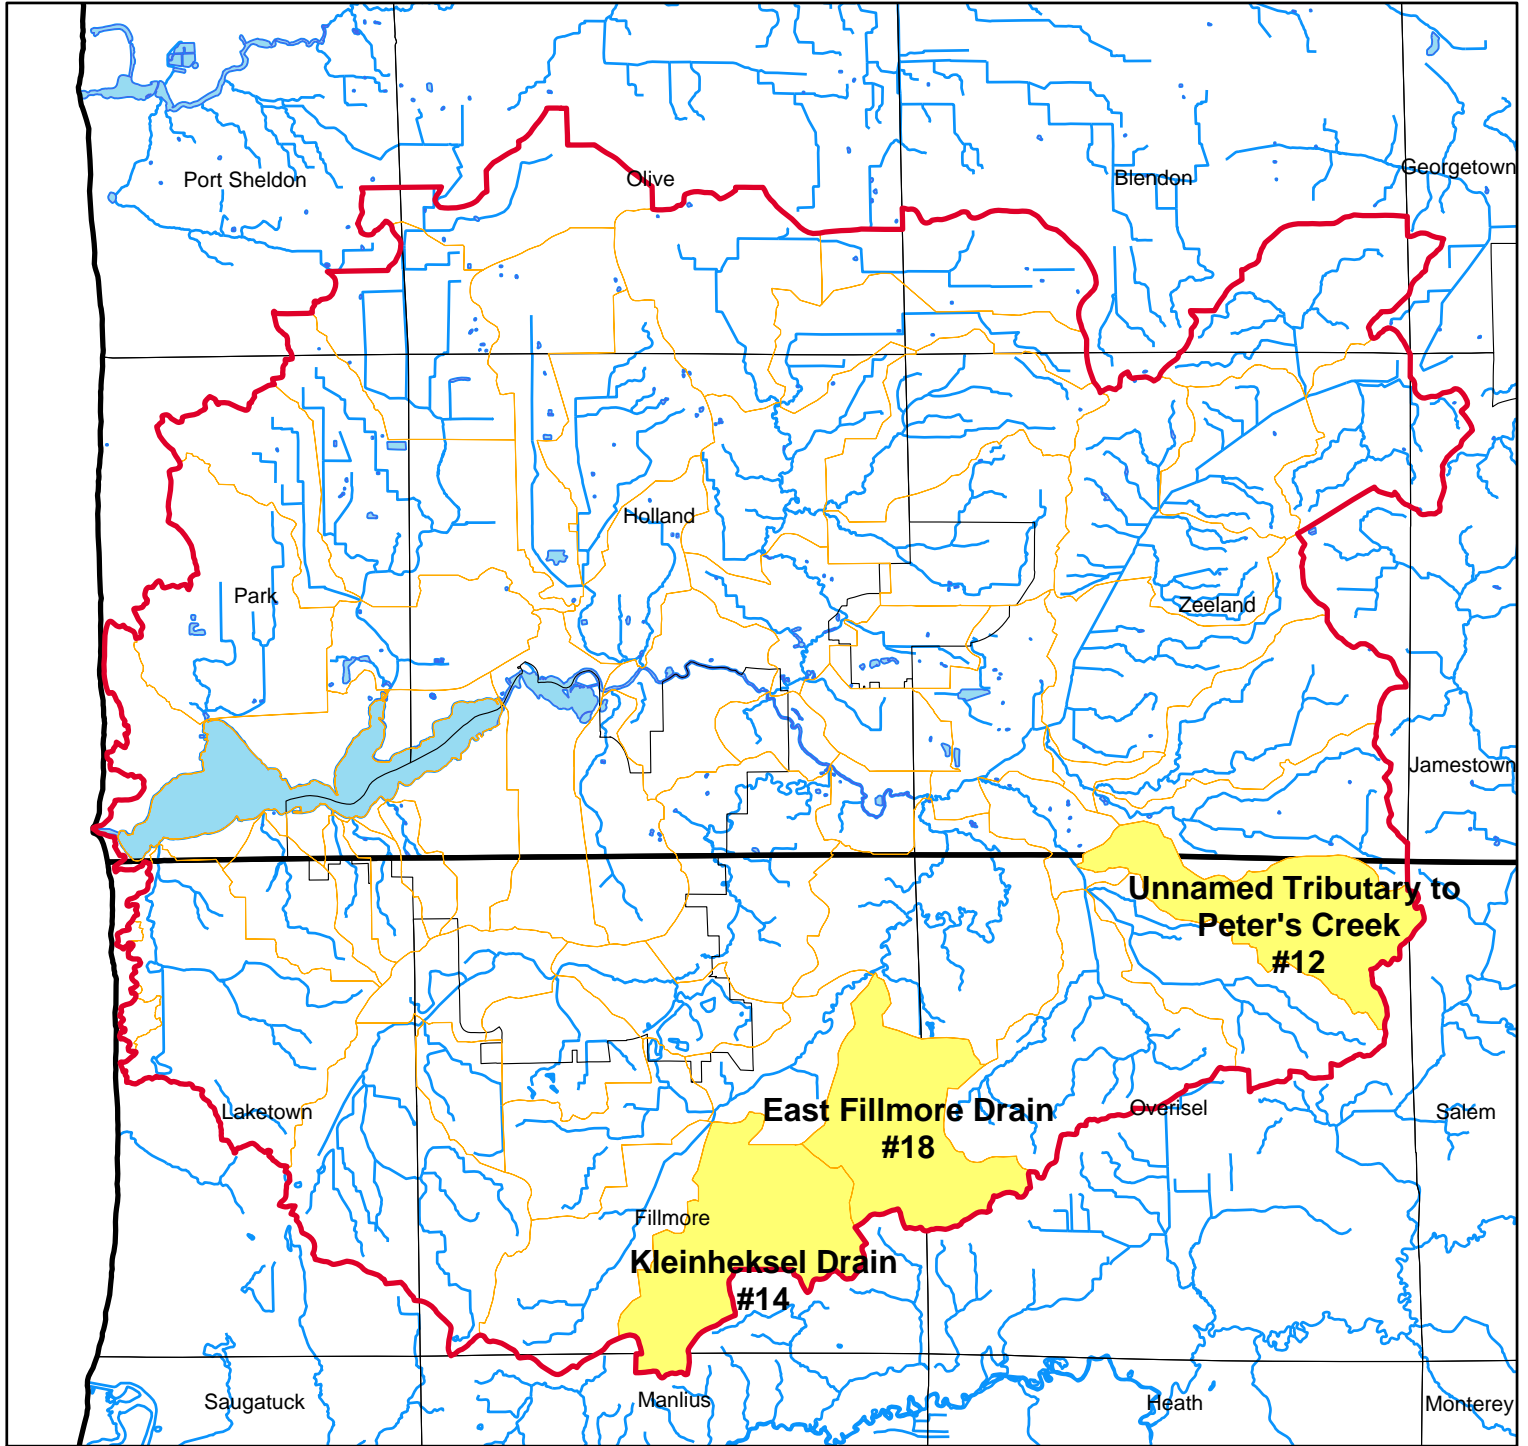 Port Sheldon
Olive
Blendon
Georgetown
Holland
Park
Zeeland
Jamestown
Unnamed Tributary to
Peter's Creek
#12
Laketown
East Fillmore Drain
#18
Overisel
Salem
Fillmore
Kleinheksel Drain
#14
Saugatuck
Manlius
Heath
Monterey